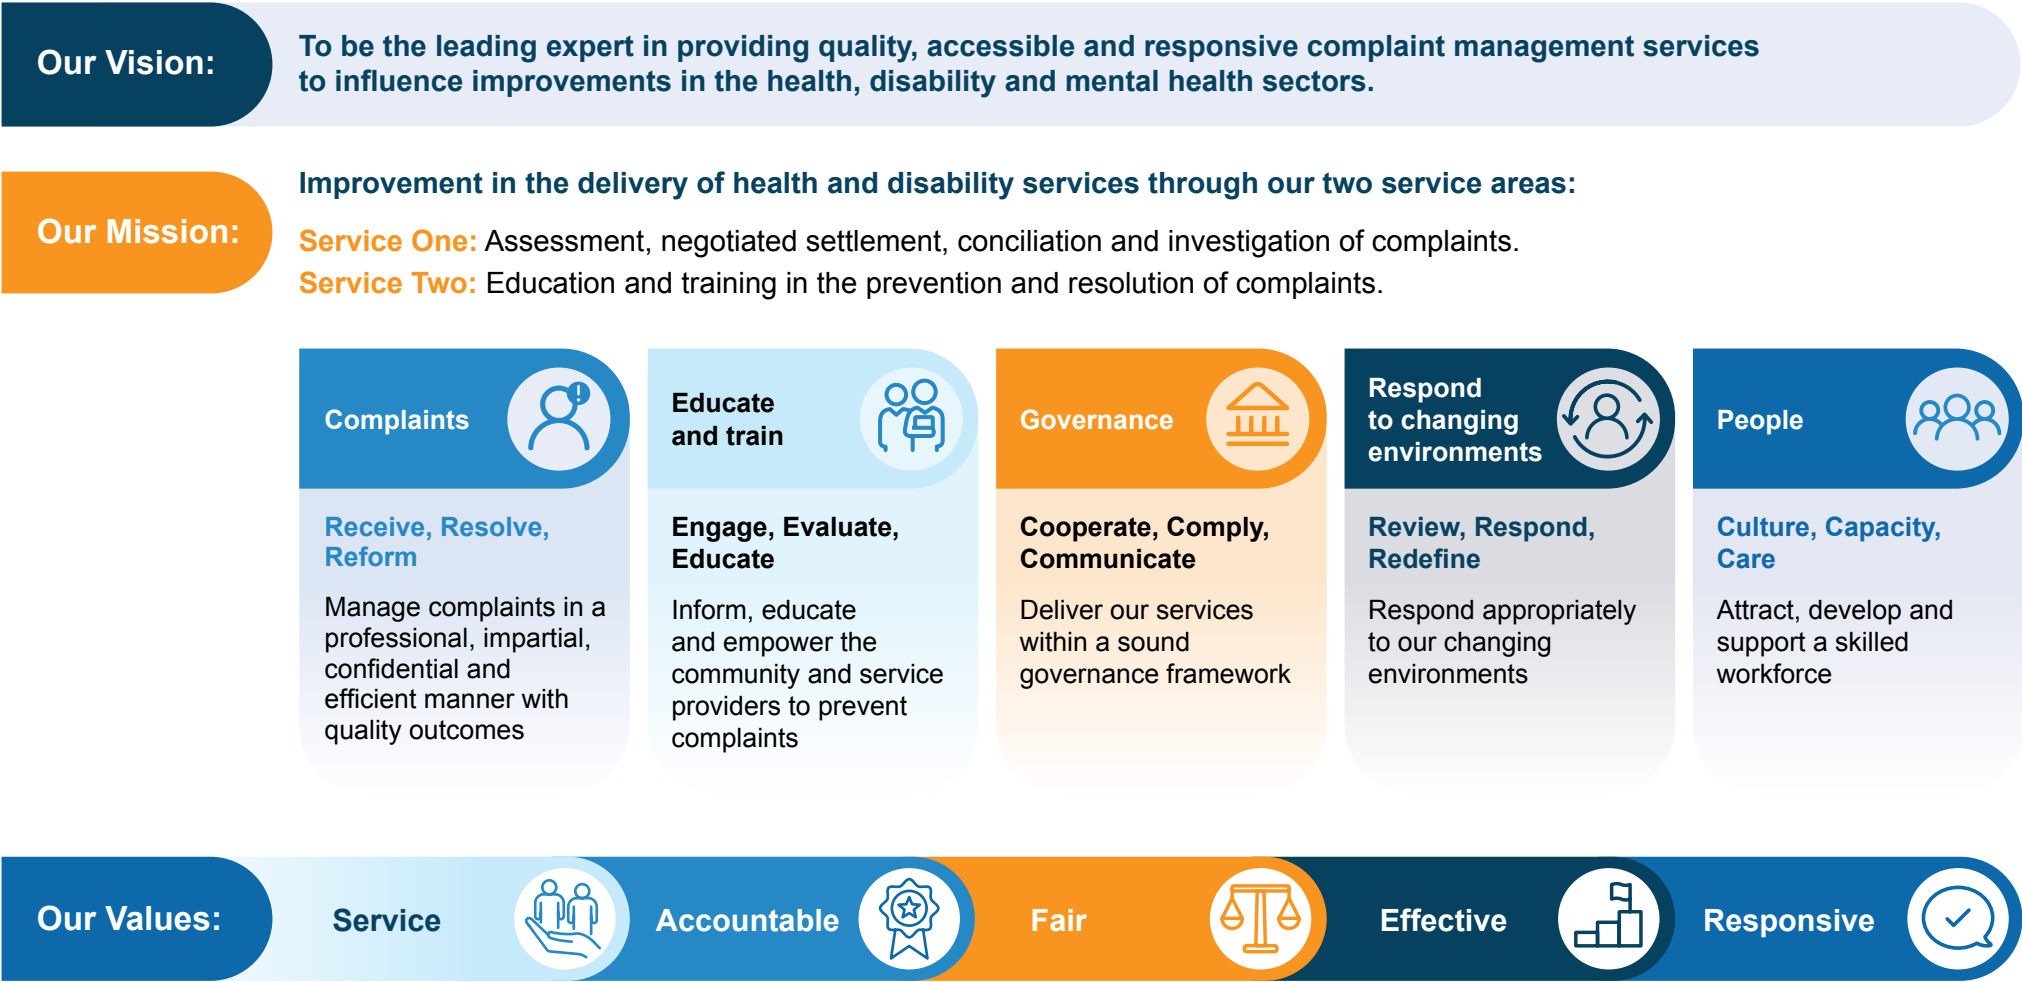 Our Vision:
To be the leading expert in providing quality, accessible and responsive complaint management services
to influence improvements in the health, disability and mental health sectors.
Our Mission:
Improvement in the delivery of health and disability services through our two service areas:
Service One: Assessment, negotiated settlement, conciliation and investigation of complaints.
Service Two: Education and training in the prevention and resolution of complaints.
Complaints
Receive, Resolve,
Reform
Manage complaints in a
professional, impartial,
confidential and
efficient manner with
quality outcomes
Educate
and train
Engage, Evaluate,
Educate
Inform, educate
and empower the
community and service
providers to prevent
complaints
Governance
Cooperate, Comply,
Communicate
Deliver our services
within a sound
governance framework
Respond
to changing
environments
Review, Respond,
Redefine
Respond appropriately
to our changing
environments
People
Culture, Capacity,
Care
Attract, develop and
support a skilled
workforce
Our Values:
Service
Accountable
Fair
Effective
Responsive